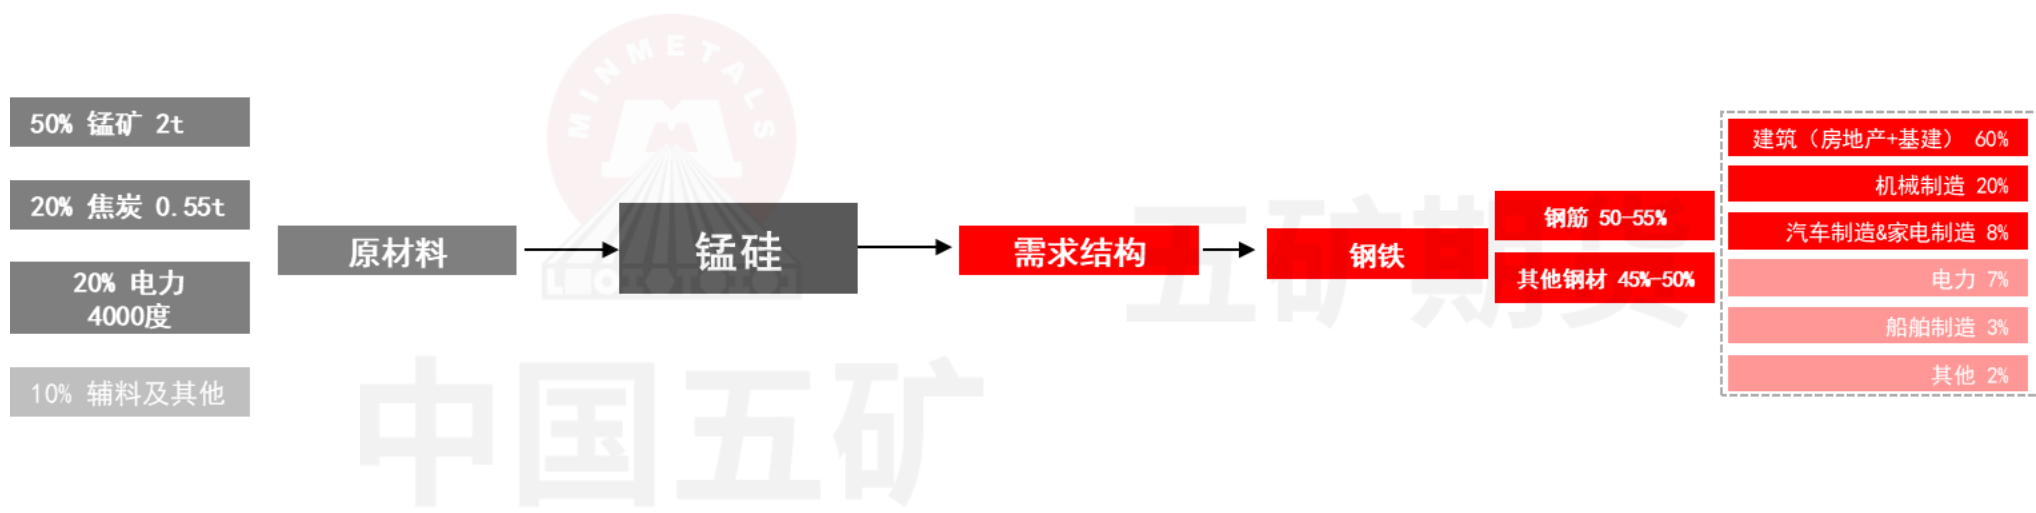 50% 锰矿 2t
20% 焦炭 0.55t
20% 电力
4000度
10% 辅料及其他
原材料
锰硅
需求结构
钢铁
钢筋 50-55%
其他钢材 45%-50%
建筑（房地产+基建） 60%
机械制造 20%
汽车制造&家电制造 8%
电力 7%
船舶制造 3%
其他 2%
MINMETALS
五矿期货
中国五矿